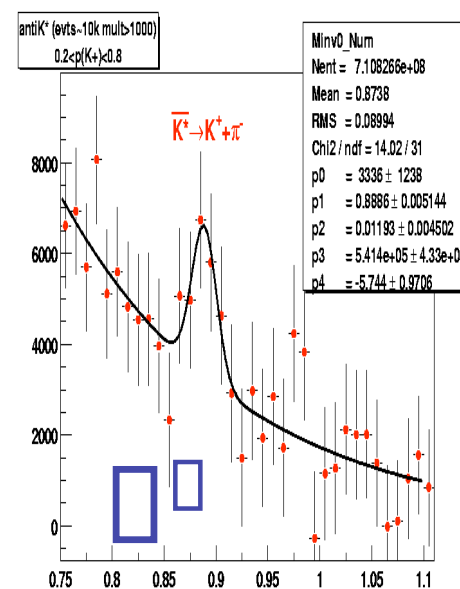 antiK* (evts~10k mult>1000)
0.2<p(K+)<0.8
Minv0_Num
Nent = 7.108266e+08
Mean = 0.8738
RMS = 0.08994
Chi2 / ndf = 14.02 / 31
p0 = 3336 ± 1238
p1 = 0.8886 ± 0.005144
p2 = 0.01193 ± 0.004502
p3 = 5.414e+05 ± 4.33e+0
p4 = -5.744 ± 0.9706
K*→K⁺+π⁻
8000
6000
4000
2000
0
0.75 0.8 0.85 0.9 0.95 1 1.05 1.1